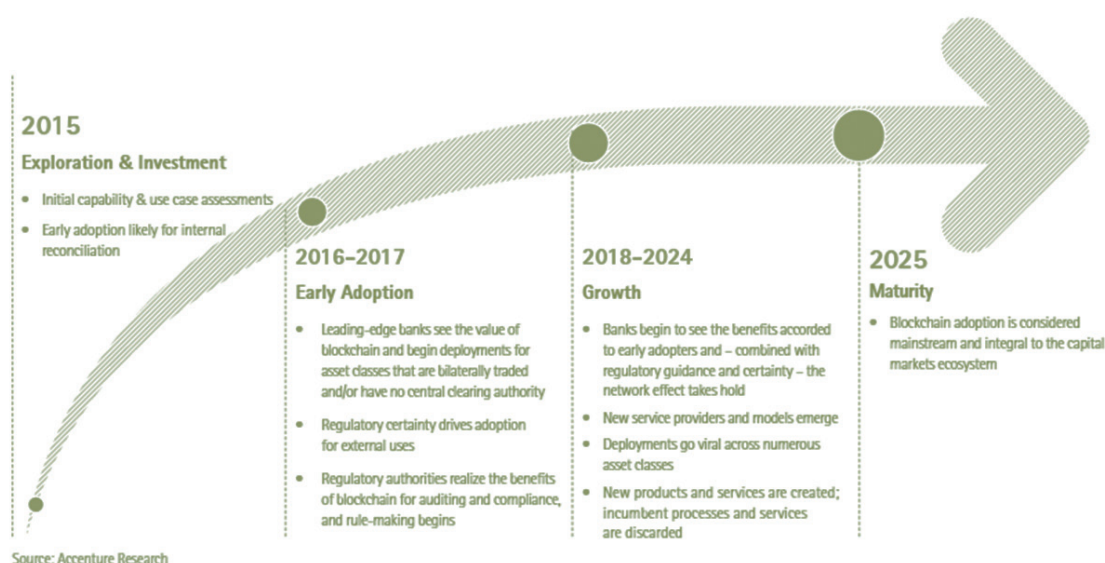 2015
Exploration & Investment
• Initial capability & use case assessments
• Early adoption likely for internal
reconciliation
2016–2017
Early Adoption
• Leading-edge banks see the value of
blockchain and begin deployments for
asset classes that are bilaterally traded
and/or have no central clearing authority
• Regulatory certainty drives adoption
for external uses
• Regulatory authorities realize the benefits
of blockchain for auditing and compliance,
and rule-making begins
2018–2024
Growth
• Banks begin to see the benefits accorded
to early adopters and – combined with
regulatory guidance and certainty – the
network effect takes hold
• New service providers and models emerge
• Deployments go viral across numerous
asset classes
• New products and services are created;
incumbent processes and services
are discarded
2025
Maturity
• Blockchain adoption is considered
mainstream and integral to the capital
markets ecosystem
Source: Accenture Research